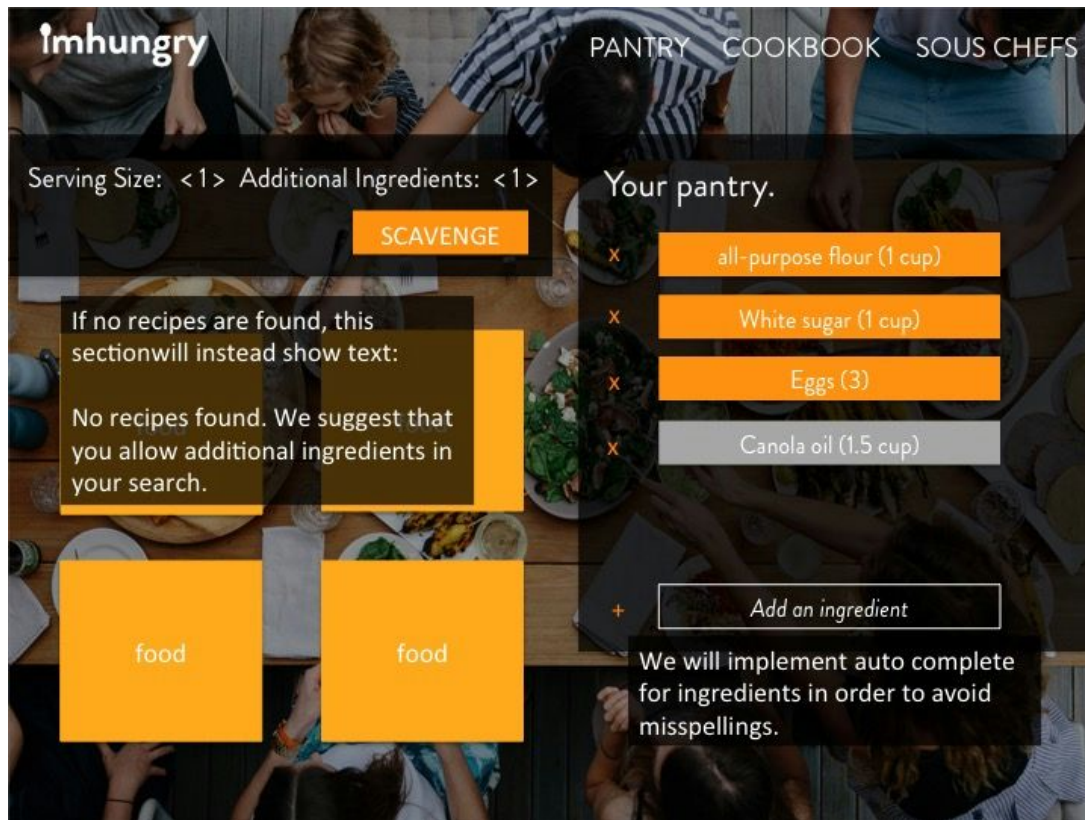 imhungry
PANTRY COOKBOOK SOUS CHEFS
Serving Size: <1> Additional Ingredients: <1>
SCAVENGE
If no recipes are found, this
sectionwill instead show text:
No recipes found. We suggest that
you allow additional ingredients in
your search.
food
food
food
food
Your pantry.
x all-purpose flour (1 cup)
x White sugar (1 cup)
x Eggs (3)
x Canola oil (1.5 cup)
+ Add an ingredient
We will implement auto complete
for ingredients in order to avoid
misspellings.